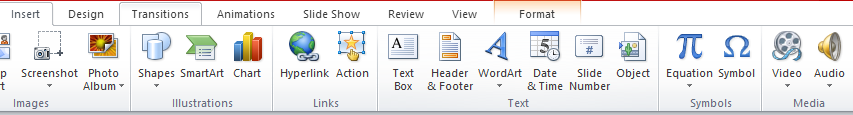 Insert Design Transitions Animations Slide Show Review View Format
Screenshot Photo Album Shapes SmartArt Chart Hyperlink Action Text Box Header & Footer WordArt Date & Time Slide Number # Object Equation π Symbol Ω Video Audio
Images Illustrations Links Text Symbols Media